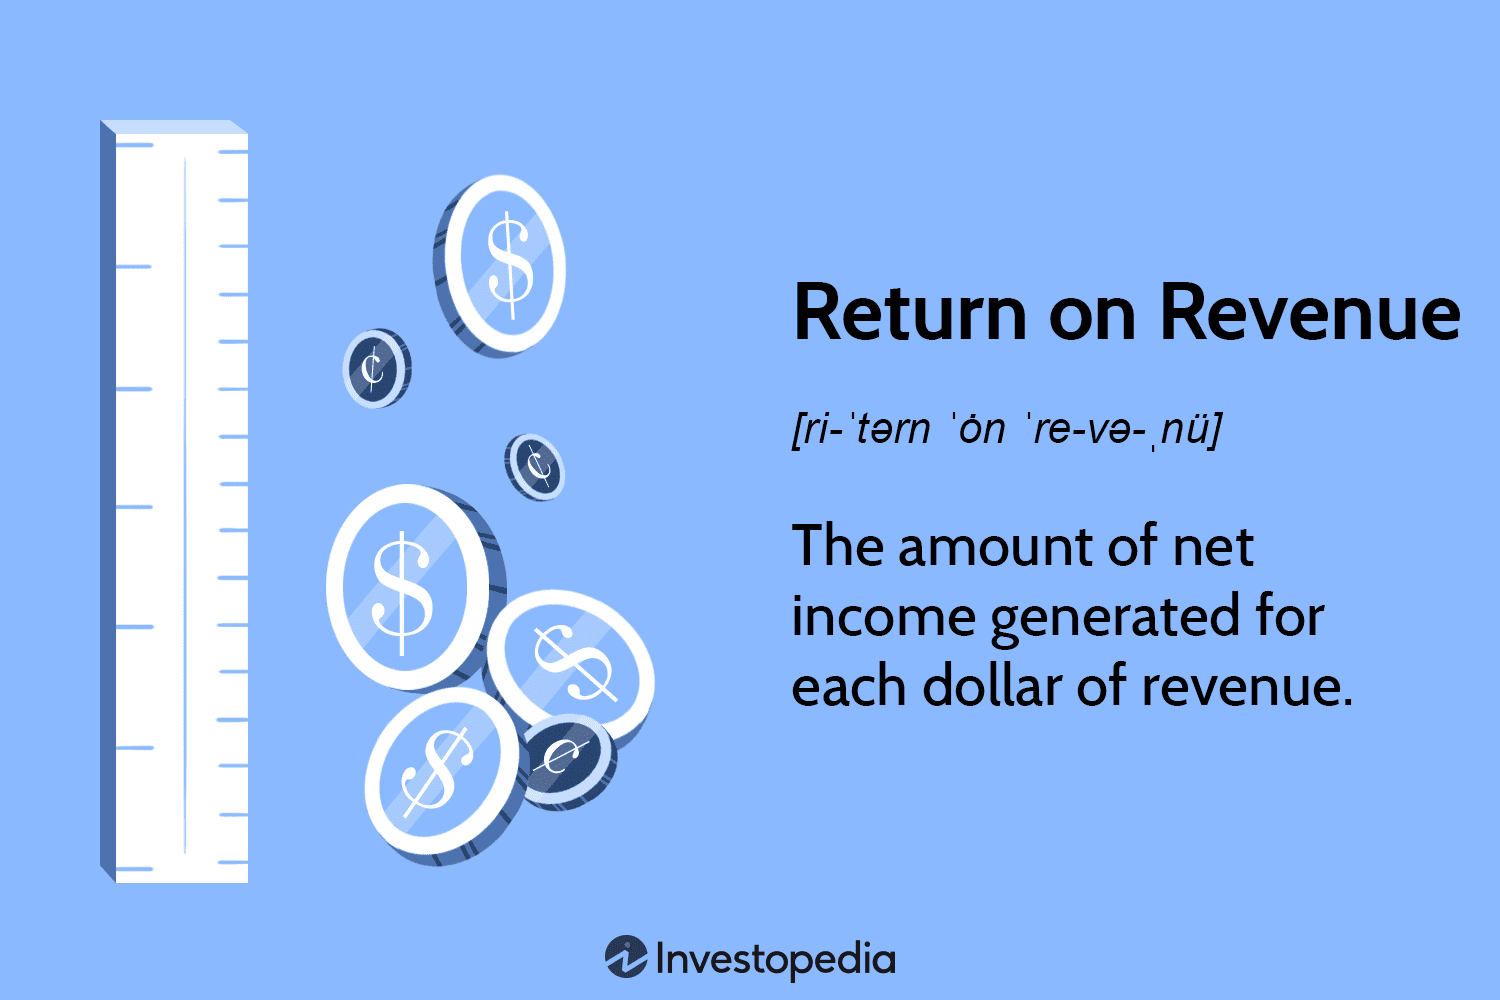 $
¢
¢
$
$
$
¢
Return on Revenue
[ri-ˈtərn ˈȯn ˈre-və-ˌnü]
The amount of net
income generated for
each dollar of revenue.
Investopedia